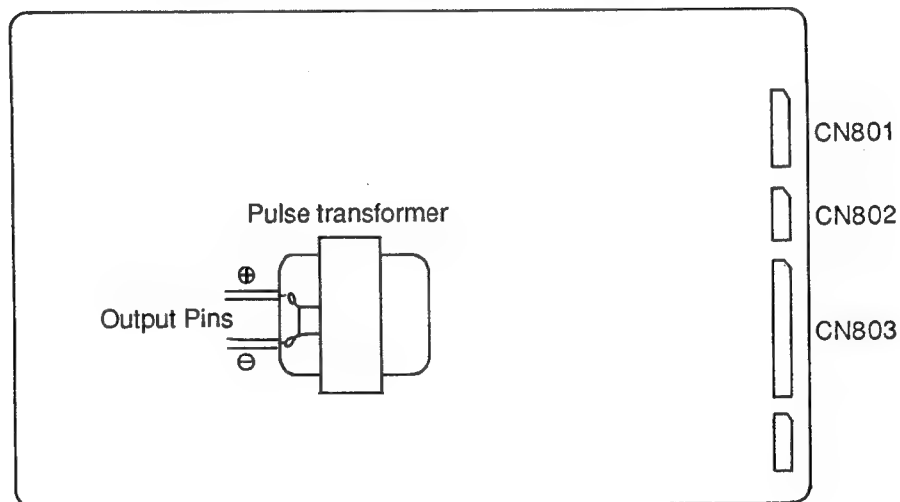 CN801
CN802
Pulse transformer
⊕
Output Pins
CN803
⊖